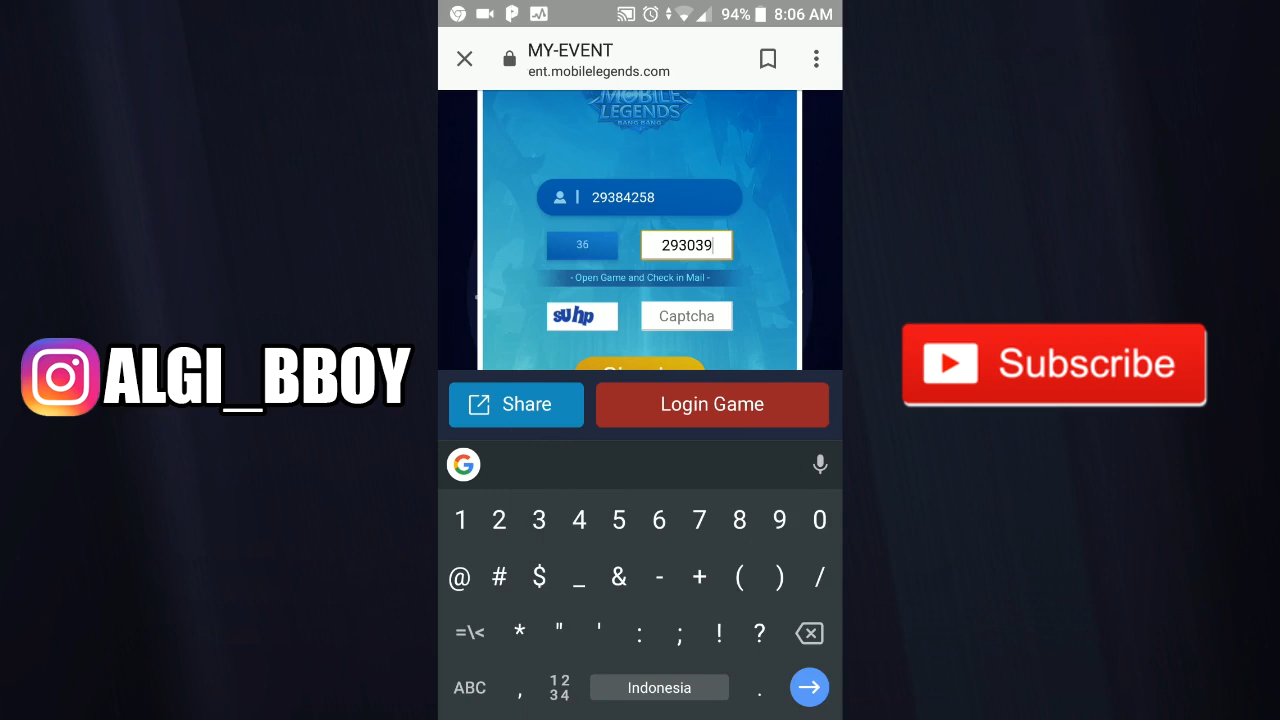 94% 8:06 AM
MY-EVENT
ent.mobilelegends.com
MOBILE
LEGENDS
BANG BANG
29384258
36 293039
- Open Game and Check in Mail -
suhp Captcha
Share Login Game
ALGI_BBOY
Subscribe
G
1 2 3 4 5 6 7 8 9 0
@ # $ _ & - + ( ) /
=\< * " ' : ; ! ?
ABC , 12 34 Indonesia .